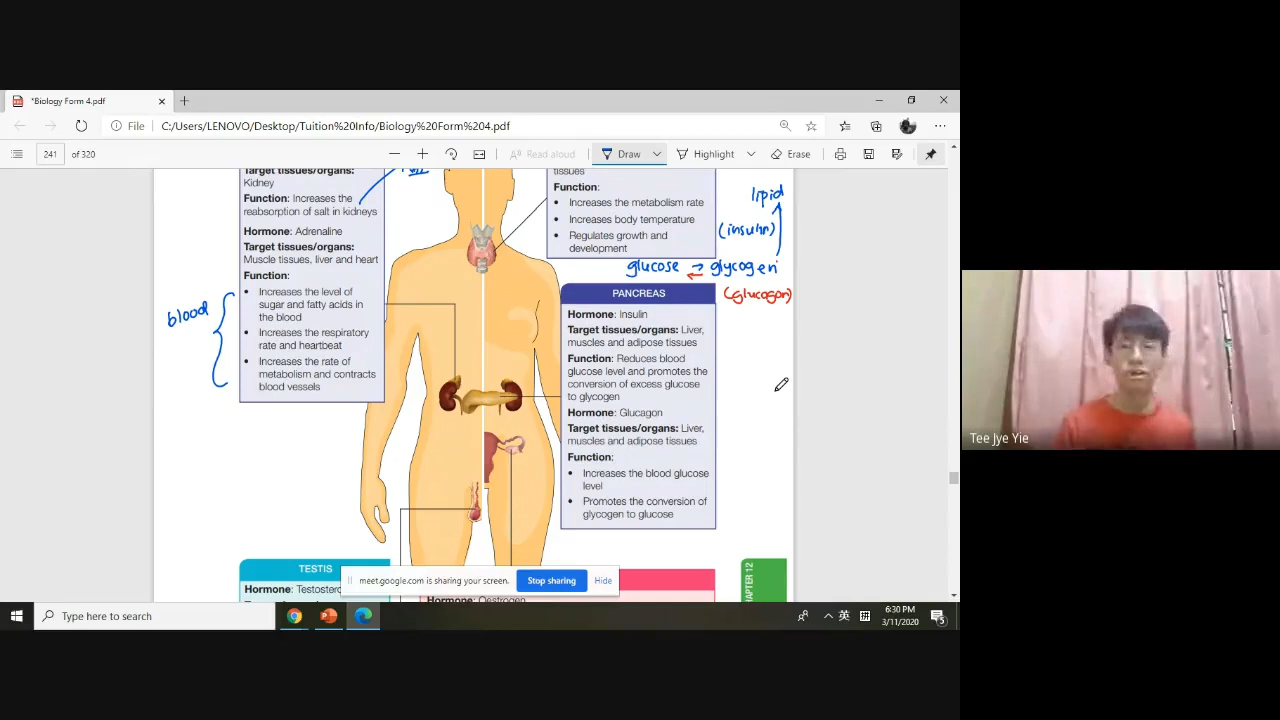 *Biology Form 4.pdf
File
C:/Users/LENOVO/Desktop/Tuition%20Info/Biology%20Form%204.pdf
241 of 320
Read aloud
Draw
Highlight
Erase
Target tissues/organs:
Kidney
Function: Increases the
reabsorption of salt in kidneys
Hormone: Adrenaline
Target tissues/organs:
Muscle tissues, liver and heart
Function:
• Increases the level of
sugar and fatty acids in
the blood
• Increases the respiratory
rate and heartbeat
• Increases the rate of
metabolism and contracts
blood vessels
blood
tissues
Function:
• Increases the metabolism rate
• Increases body temperature
• Regulates growth and
development
lipid
(insulin)
glucose → glycogen
(Glucagon)
PANCREAS
Hormone: Insulin
Target tissues/organs: Liver,
muscles and adipose tissues
Function: Reduces blood
glucose level and promotes the
conversion of excess glucose
to glycogen
Hormone: Glucagon
Target tissues/organs: Liver,
muscles and adipose tissues
Function:
• Increases the blood glucose
level
• Promotes the conversion of
glycogen to glucose
TESTIS
Hormone: Testoste
Hormone: Oestrogen
HAPTER 12
meet.google.com is sharing your screen.
Stop sharing
Hide
Type here to search
英
6:30 PM
3/11/2020
5
Tee Jye Yie